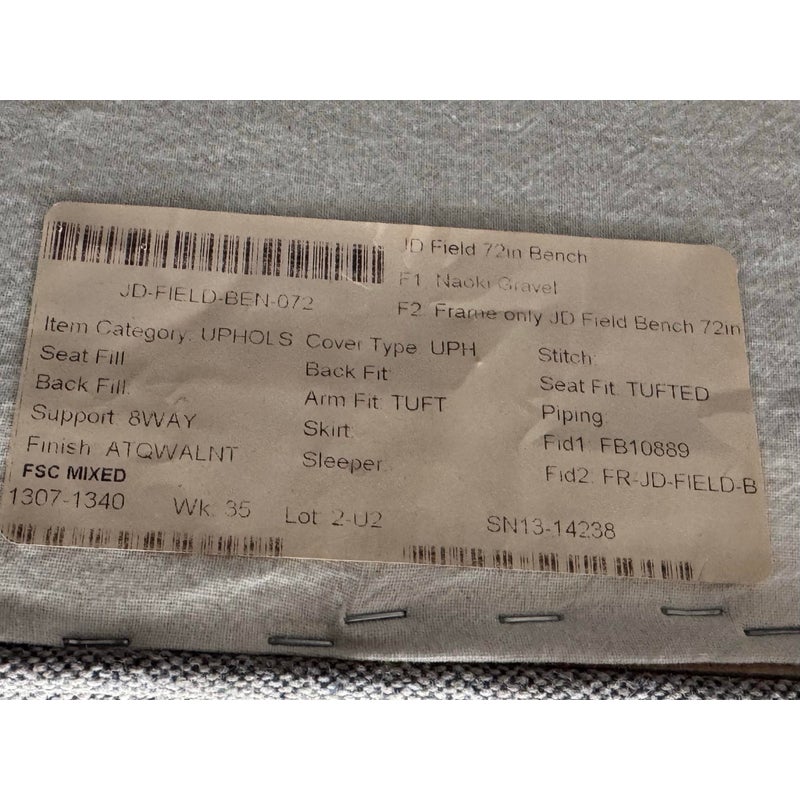 JD Field 72in Bench
JD-FIELD-BEN-072
F1 Naoki Gravel
F2 Frame only JD Field Bench 72in
Item Category: UPHOLS Cover Type: UPH Stitch:
Seat Fill Back Fit Seat Fit: TUFTED
Back Fill: Arm Fit: TUFT Piping:
Support: 8WAY Skirt: Fid1: FB10889
Finish: ATQWALNT Sleeper: Fid2: FR-JD-FIELD-B
FSC MIXED
1307-1340 Wk: 35 Lot: 2-U2 SN13-14238